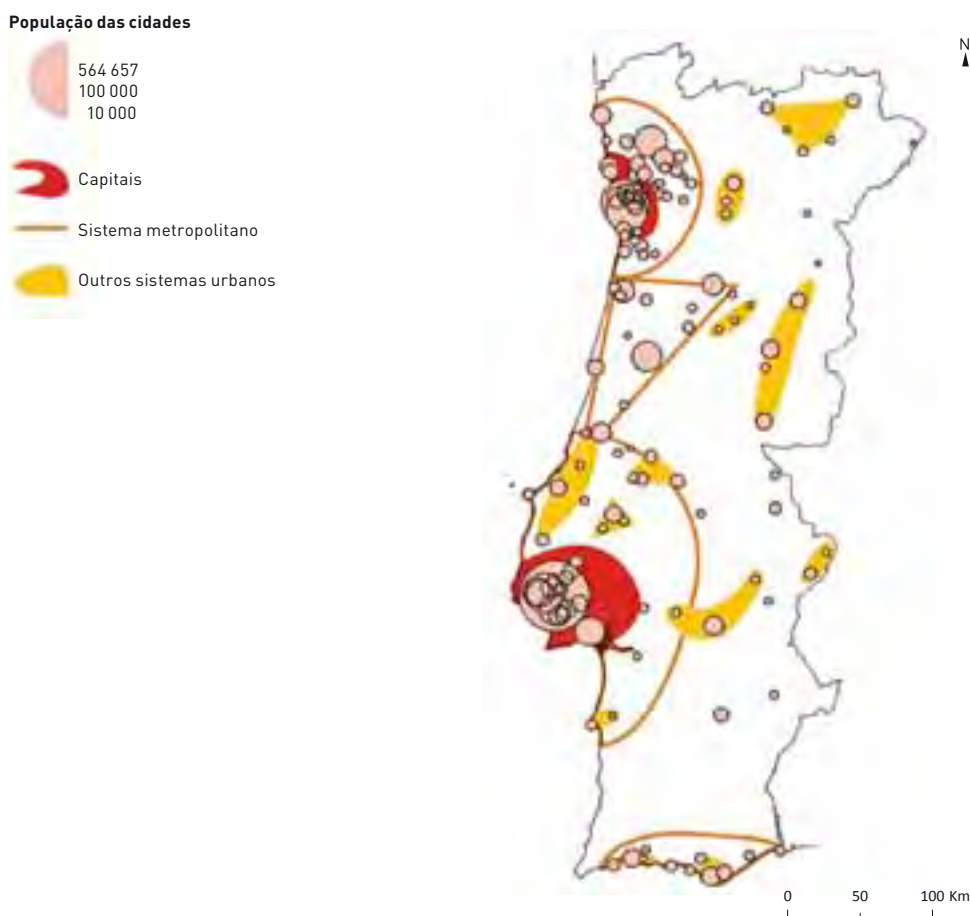 População das cidades
564 657
100 000
10 000
Capitais
Sistema metropolitano
Outros sistemas urbanos
N
0 50 100 Km